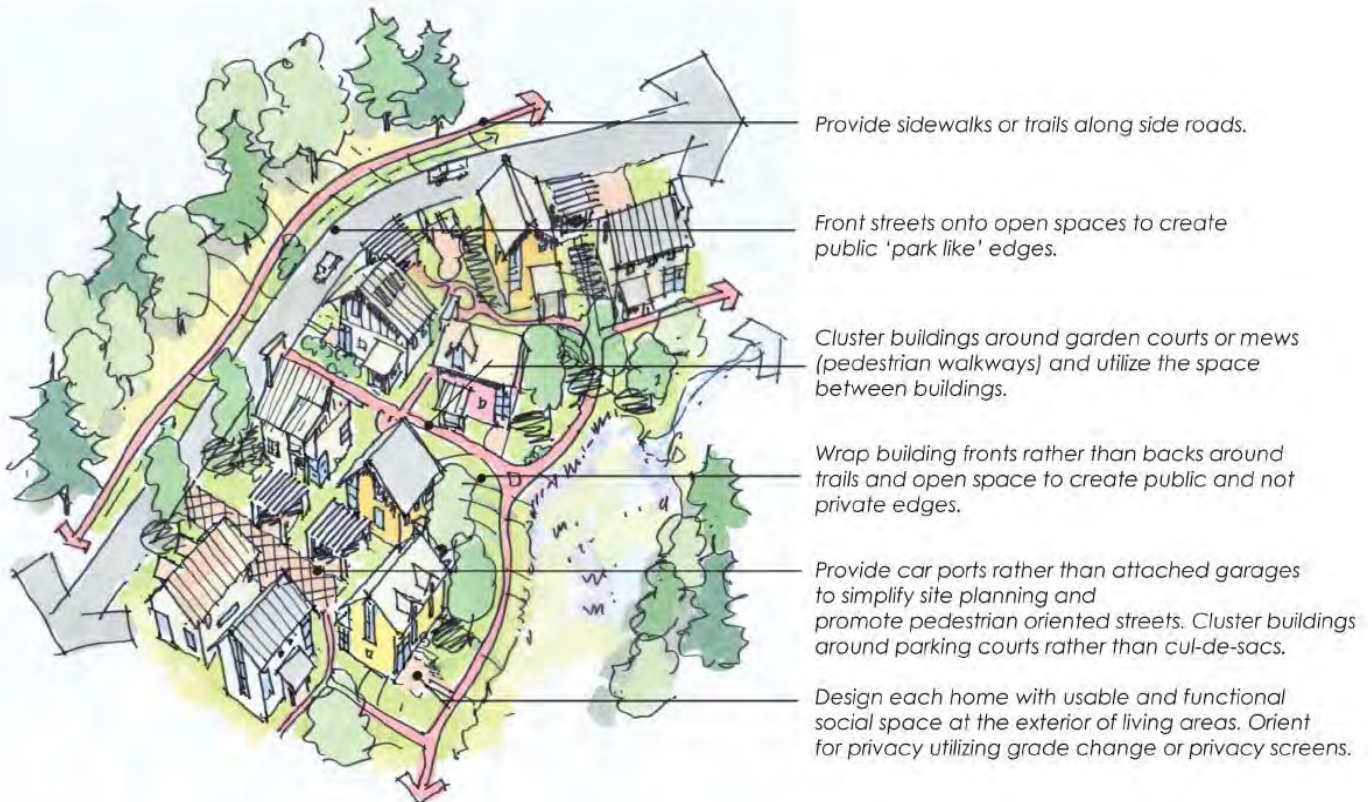 Provide sidewalks or trails along side roads.
Front streets onto open spaces to create
public ‘park like’ edges.
Cluster buildings around garden courts or mews
(pedestrian walkways) and utilize the space
between buildings.
Wrap building fronts rather than backs around
trails and open space to create public and not
private edges.
Provide car ports rather than attached garages
to simplify site planning and
promote pedestrian oriented streets. Cluster buildings
around parking courts rather than cul-de-sacs.
Design each home with usable and functional
social space at the exterior of living areas. Orient
for privacy utilizing grade change or privacy screens.